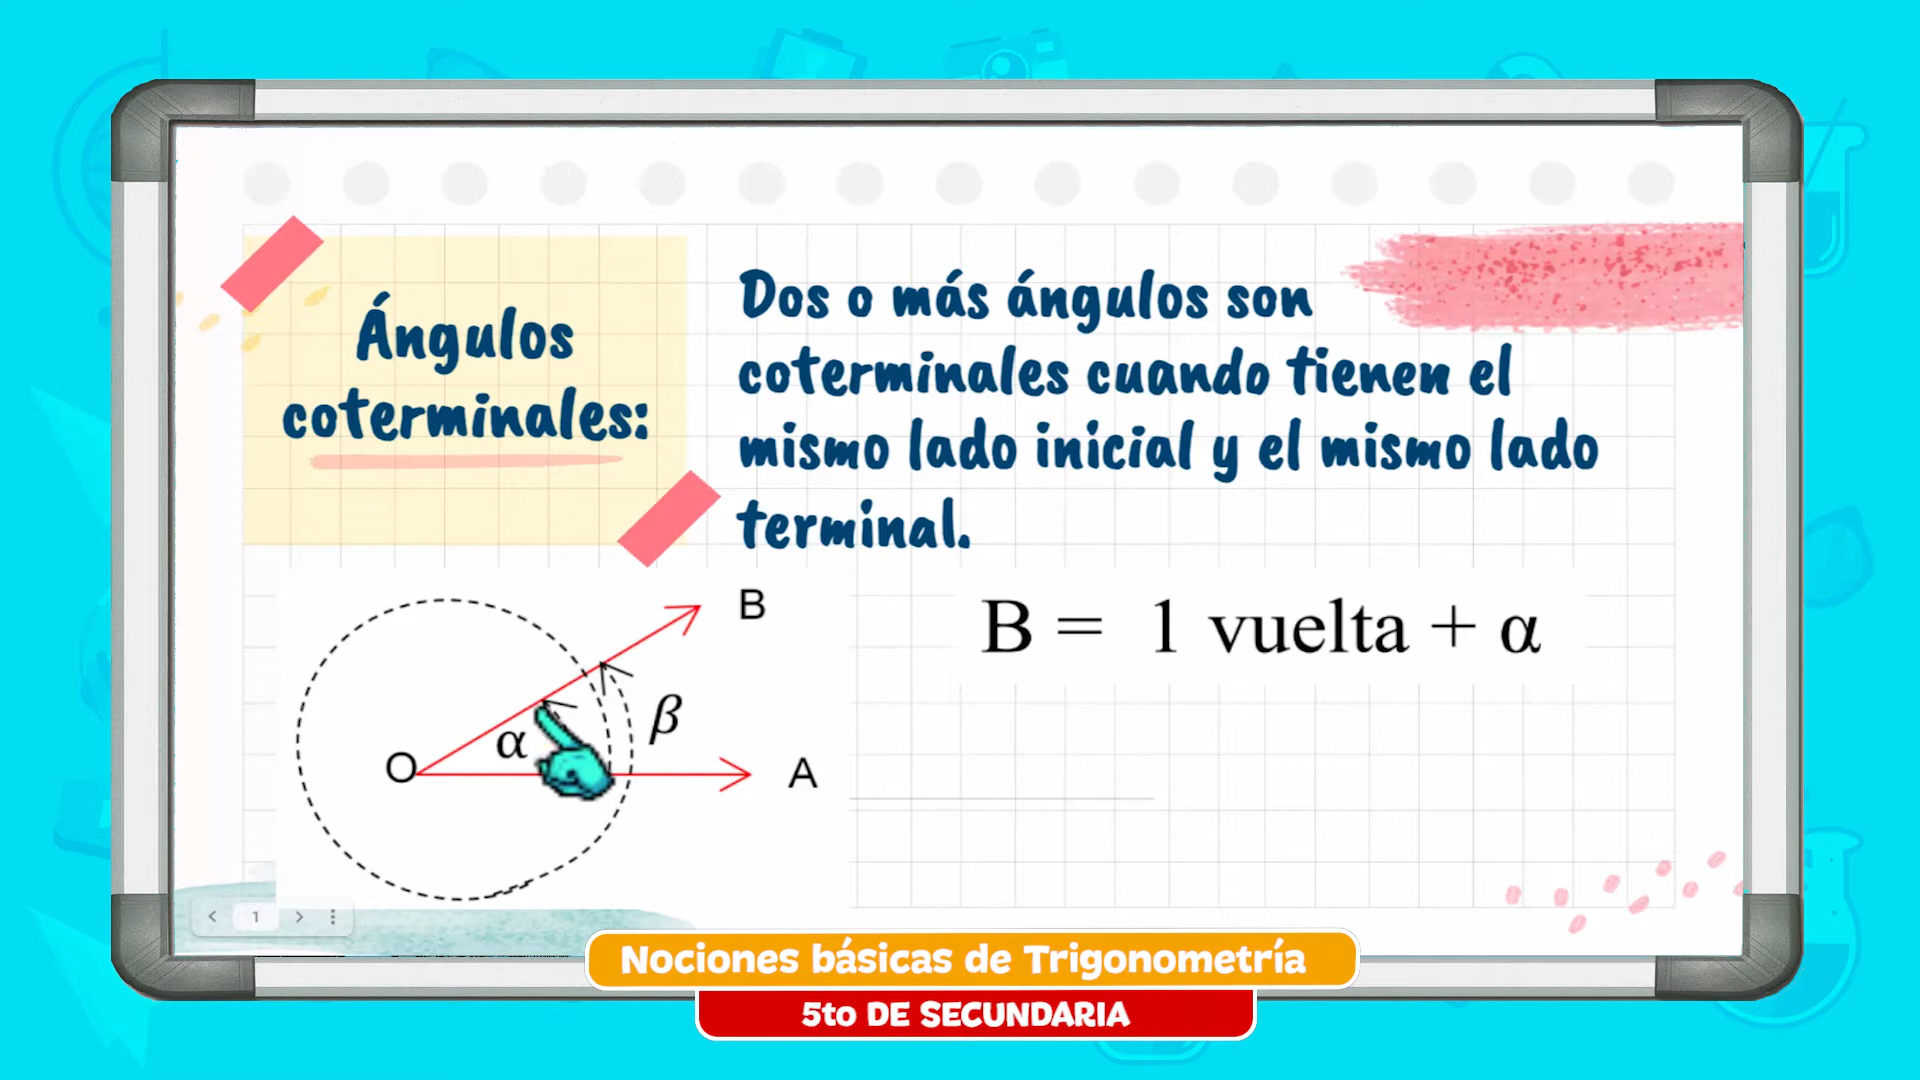 Ángulos
coterminales:
Dos o más ángulos son
coterminales cuando tienen el
mismo lado inicial y el mismo lado
terminal.
B
B = 1 vuelta + α
β
α
O
A
1
Nociones básicas de Trigonometría
5to DE SECUNDARIA